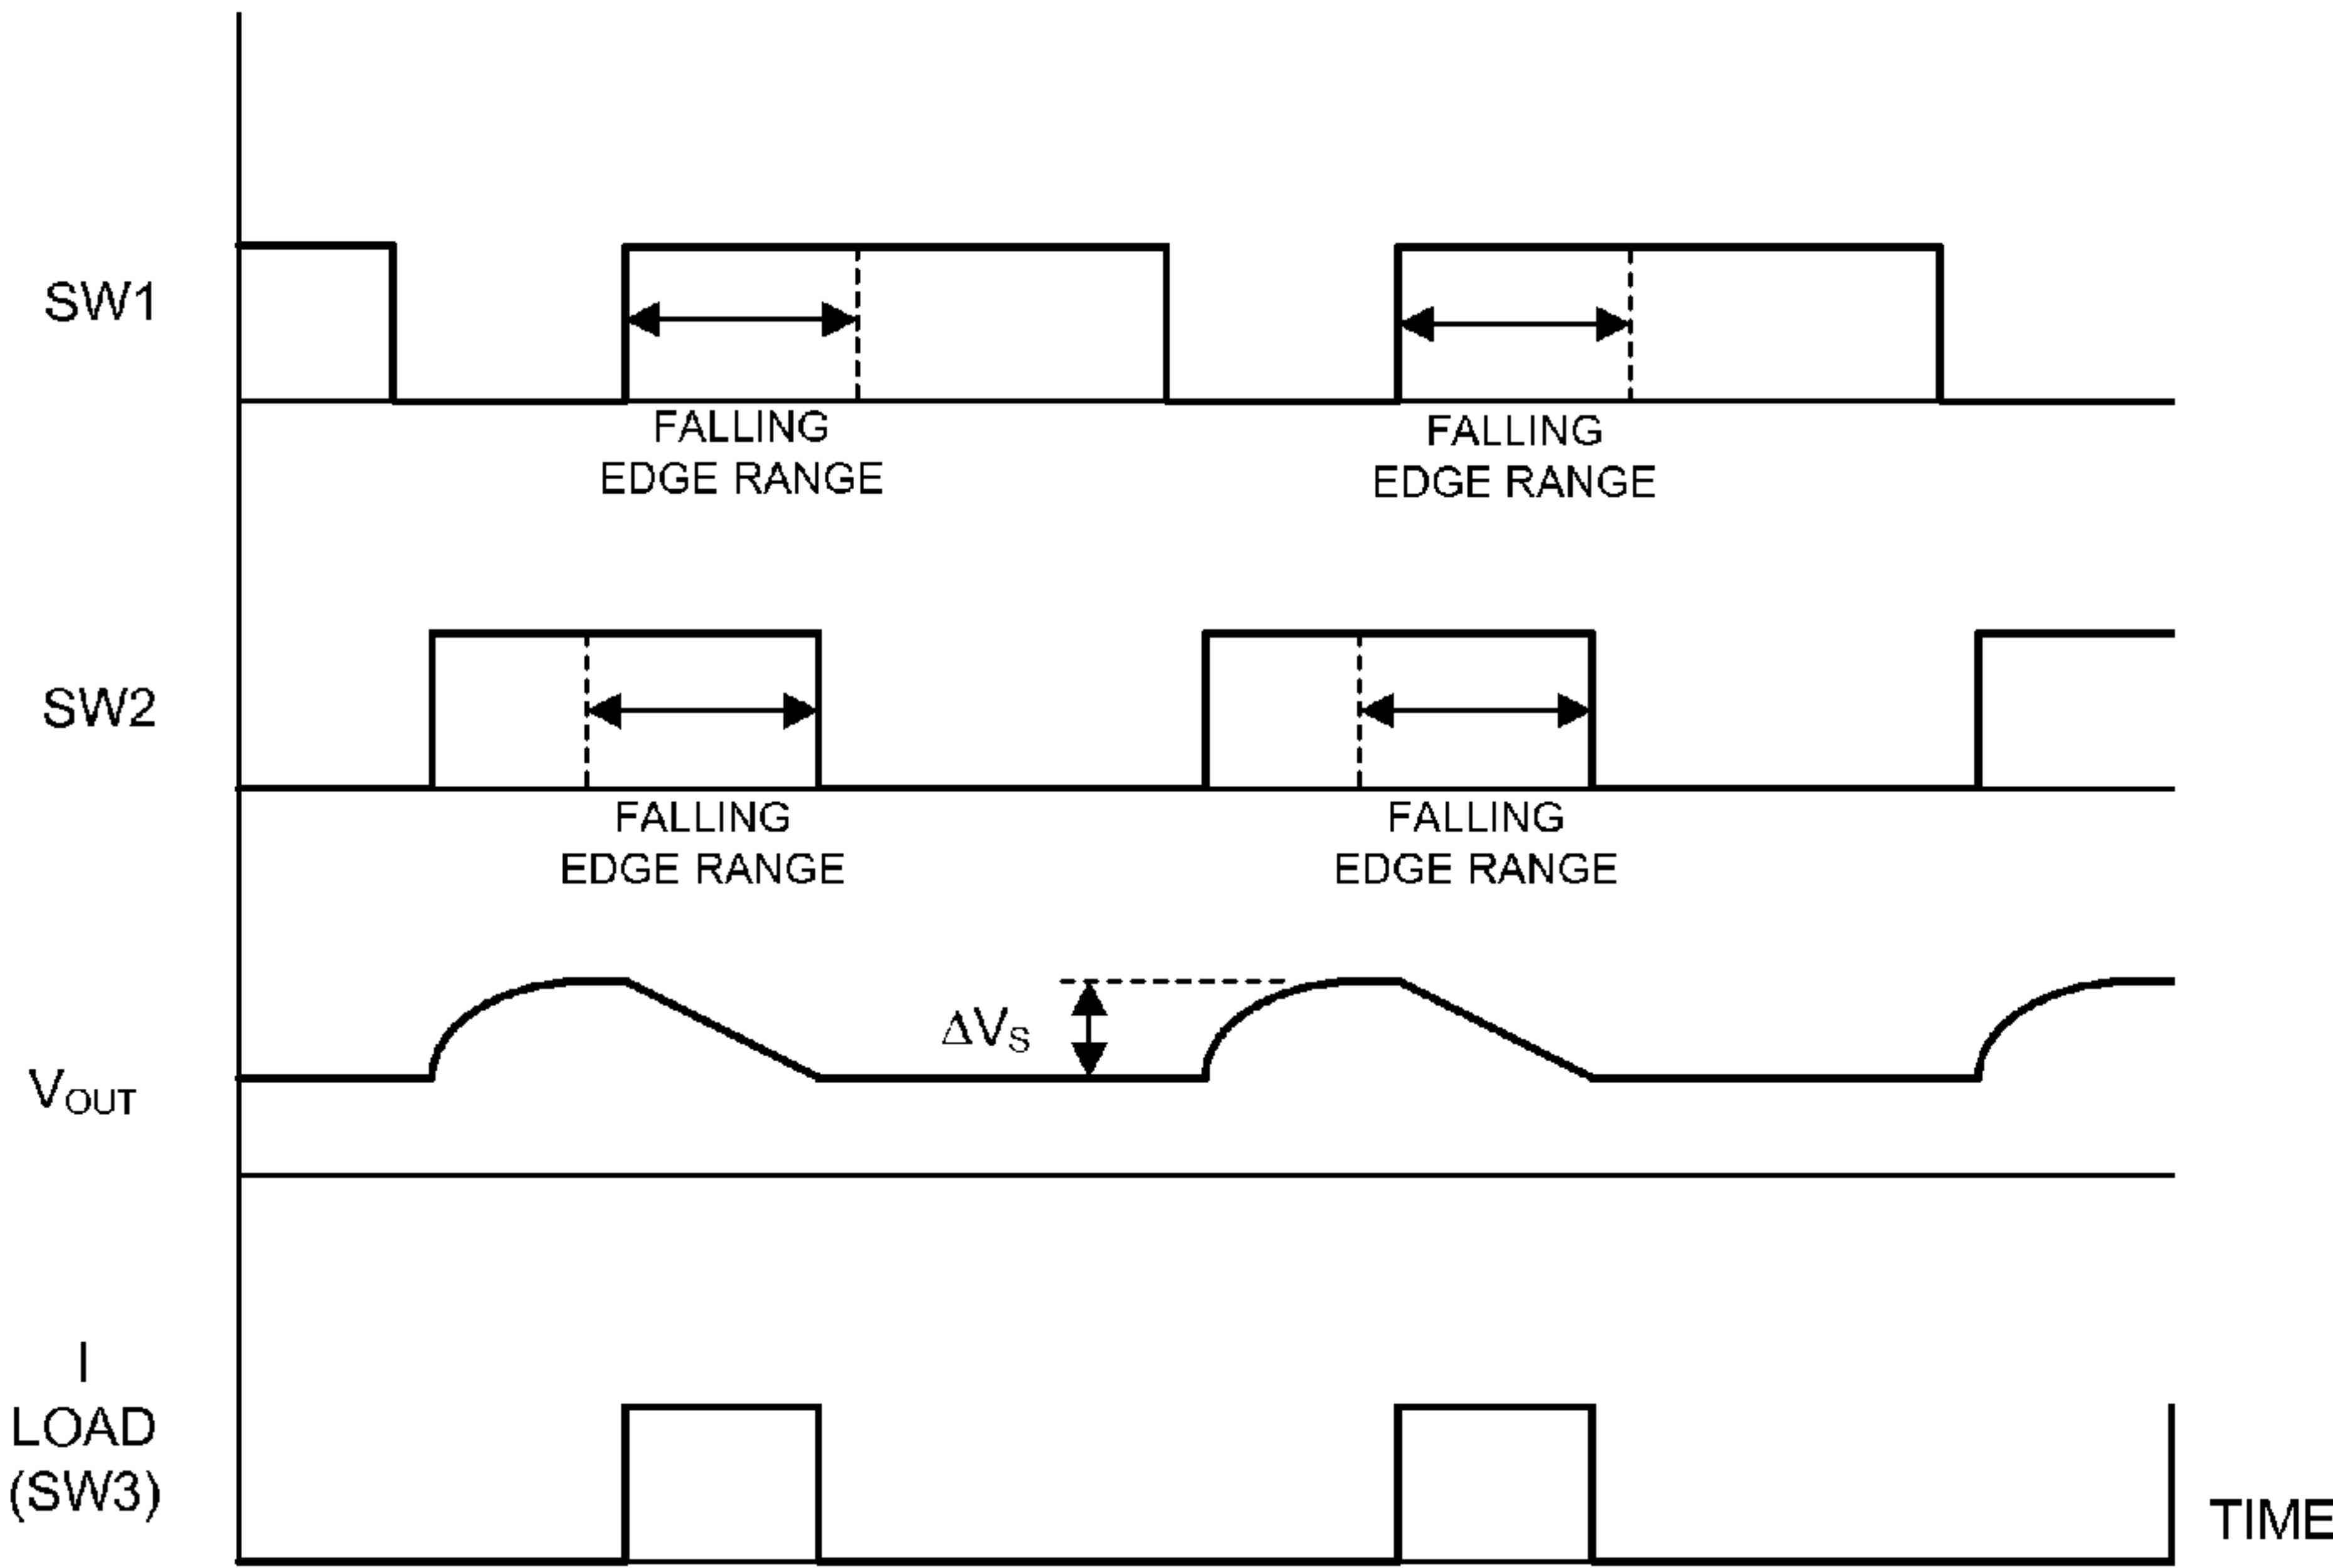 SW1
FALLING
EDGE RANGE
FALLING
EDGE RANGE
SW2
FALLING
EDGE RANGE
FALLING
EDGE RANGE
ΔVS
VOUT
I
LOAD
(SW3)
TIME